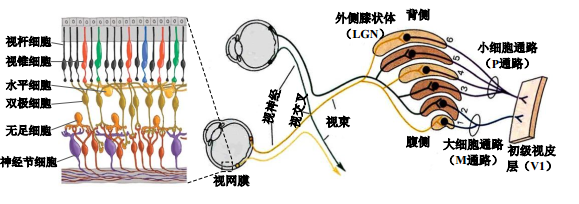 视杆细胞
视锥细胞
水平细胞
双极细胞
无足细胞
神经节细胞
视网膜
视神经
视交叉
视束
外侧膝状体
(LGN)
背侧
6
5
4
3
2
1
腹侧
小细胞通路
(P通路)
大细胞通路
(M通路)
初级视皮
层 (V1)